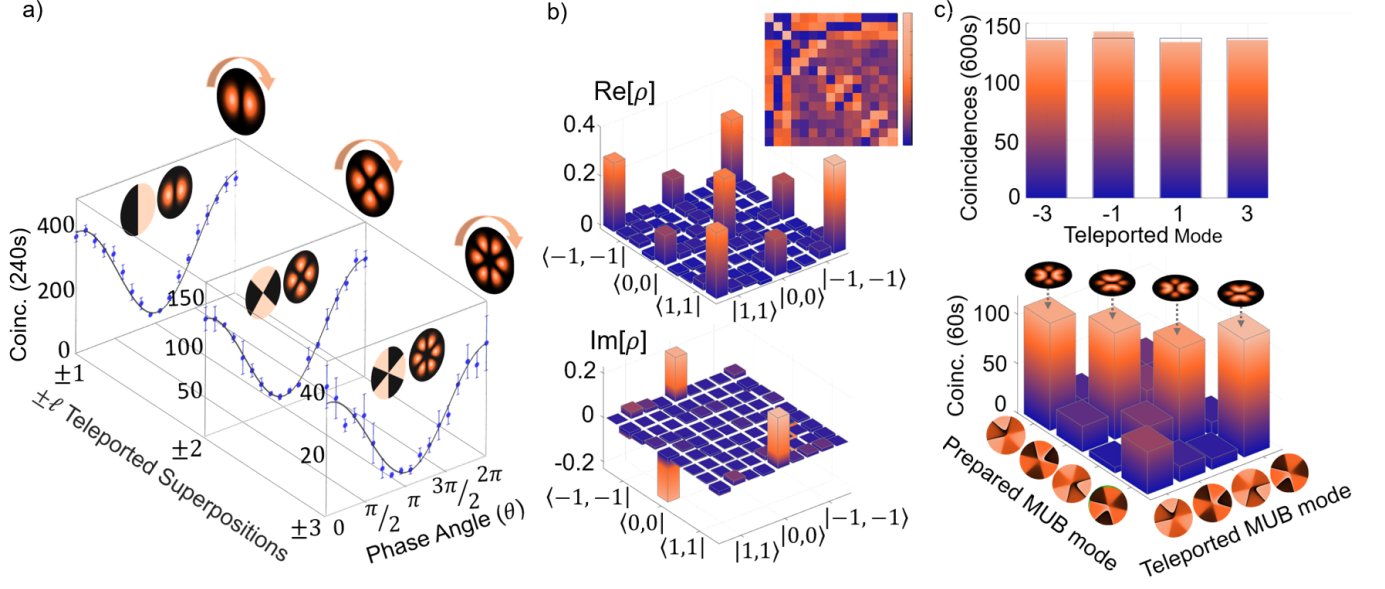 a)
400
200
0
Coinc. (240s)
150
100
50
40
20
±1
±2
±3
±ℓ Teleported Superpositions
0
π/2
π
3π/2
2π
Phase Angle (θ)
b)
Re[ρ]
0.4
0.2
0
⟨−1,−1|
⟨0,0|
⟨1,1|
|1,1⟩
|0,0⟩
|−1,−1⟩
Im[ρ]
0.2
0
-0.2
⟨−1,−1|
⟨0,0|
⟨1,1|
|1,1⟩
|0,0⟩
|−1,−1⟩
c)
150
100
50
0
Coincidences (600s)
-3 -1 1 3
Teleported Mode
100
50
0
Coinc. (60s)
Prepared MUB mode
Teleported MUB mode